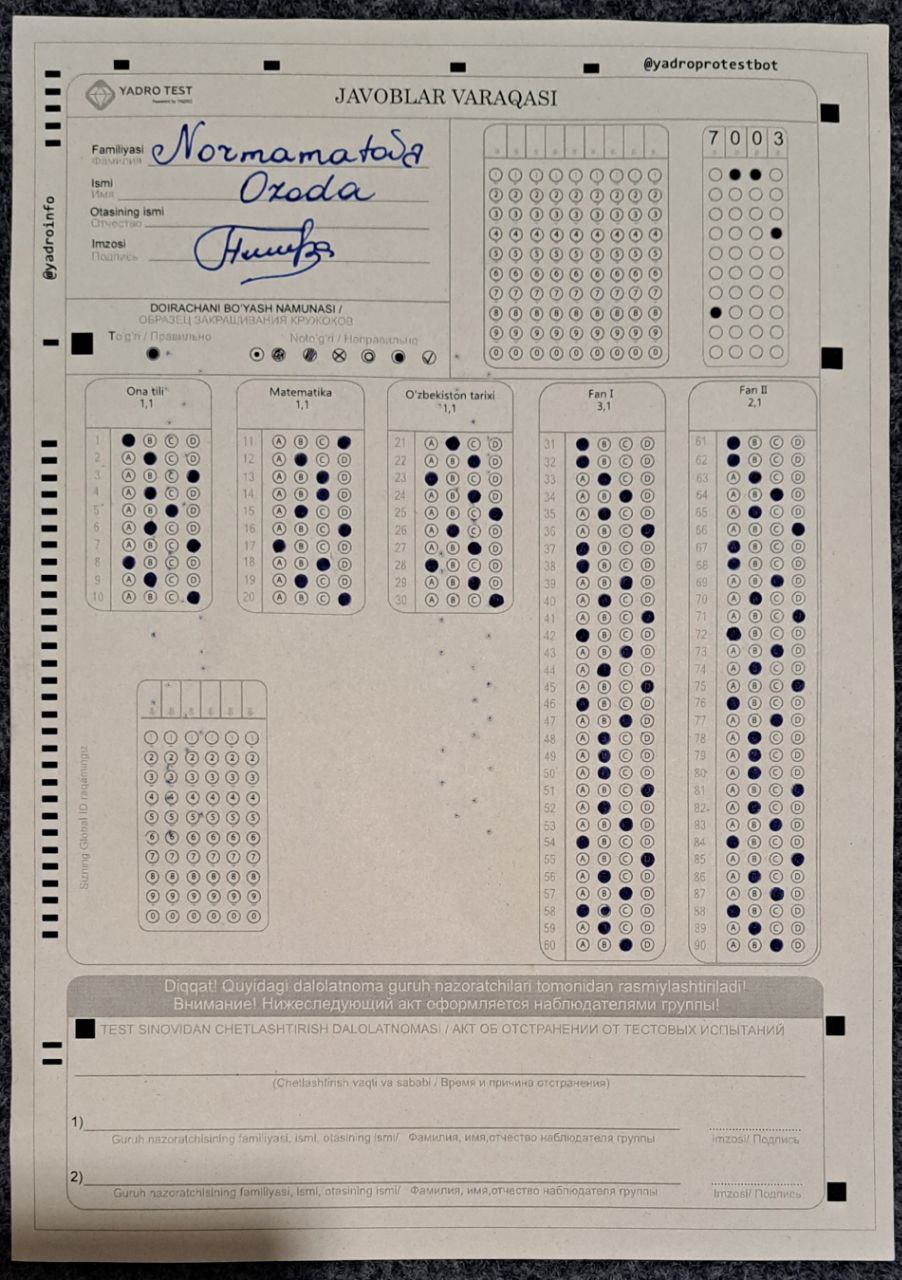 @yadroprotestbot
YADRO TEST
JAVOBLAR VARAQASI
@yadroinfo
Familiyasi Normamatova
Фамилия
Ismi Ozoda
Имя
Otasining ismi
Отчество
Imzosi
Подпись
7 0 0 3
DOIRACHANI BO'YASH NAMUNASI /
ОБРАЗЕЦ ЗАКРАШИВАНИЯ КРУЖОКОВ
To'g'ri / Правильно Noto'g'ri / Неправильно
Ona tili
1,1
Matematika
1,1
O'zbekiston tarixi
1,1
Fan I
3,1
Fan II
2,1
Sizning Global ID raqamingiz
Diqqat! Quyidagi dalolatnoma guruh nazoratchilari tomonidan rasmiylashtiriladi!
Внимание! Нижеследующий акт оформляется наблюдателями группы!
TEST SINOVIDAN CHETLASHTIRISH DALOLATNOMASI / АКТ ОБ ОТСТРАНЕНИИ ОТ ТЕСТОВЫХ ИСПЫТАНИЙ
(Chetlashtirish vaqti va sababi / Время и причина отстранения)
1)
Guruh nazoratchisining familiyasi, ismi, otasining ismi/ Фамилия, имя,отчество наблюдателя группы Imzosi/ Подпись
2)
Guruh nazoratchisining familiyasi, ismi, otasining ismi/ Фамилия, имя,отчество наблюдателя группы Imzosi/ Подпись